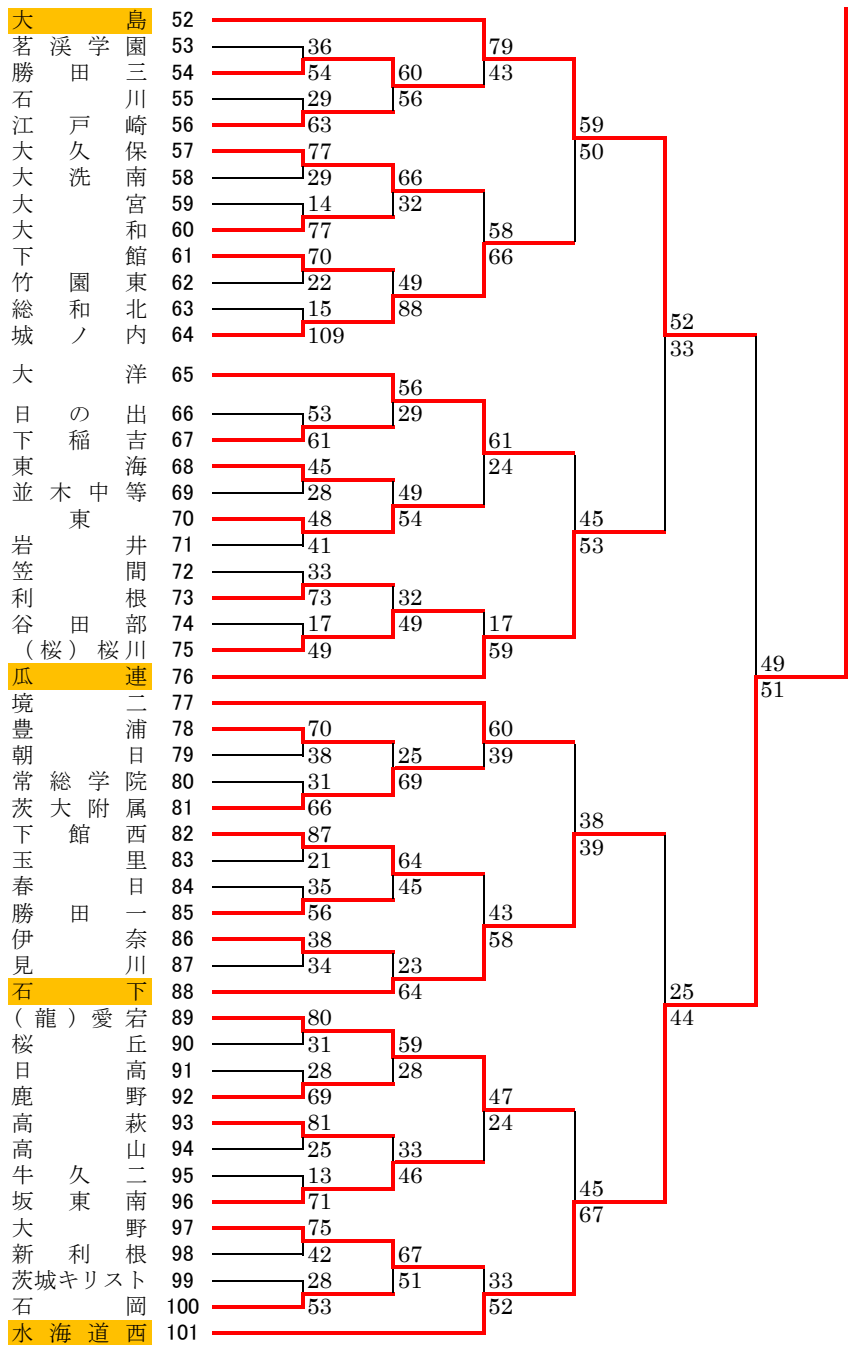 大島 52
茗渓学園 53
勝田三 54
石川 55
江戸崎 56
大久保 57
大洗南 58
大宮 59
大和 60
下館 61
竹園東 62
総和北 63
城ノ内 64
大洋 65
日の出 66
下稲吉 67
東海 68
並木中等 69
東 70
岩井 71
笠間 72
利根 73
谷田部 74
(桜)桜川 75
瓜連 76
境二 77
豊浦 78
朝日 79
常総学院 80
茨大附属 81
下館西 82
玉里 83
春日 84
勝田一 85
伊奈 86
見川 87
石下 88
(龍)愛宕 89
桜丘 90
日高 91
鹿野 92
高萩 93
高山 94
牛久二 95
坂東南 96
大野 97
新利根 98
茨城キリスト 99
石岡 100
水海道西 101
36
54
29
63
77
29
14
77
70
22
15
109
53
61
45
28
48
41
33
73
17
49
70
38
31
66
87
21
35
56
38
34
80
31
28
69
81
25
13
71
75
42
28
53
60
56
66
32
49
88
56
29
49
54
32
49
25
69
64
45
23
64
59
28
33
46
67
51
79
43
58
66
61
24
17
59
60
39
43
58
47
24
33
52
59
50
45
53
38
39
45
67
52
33
25
44
49
51